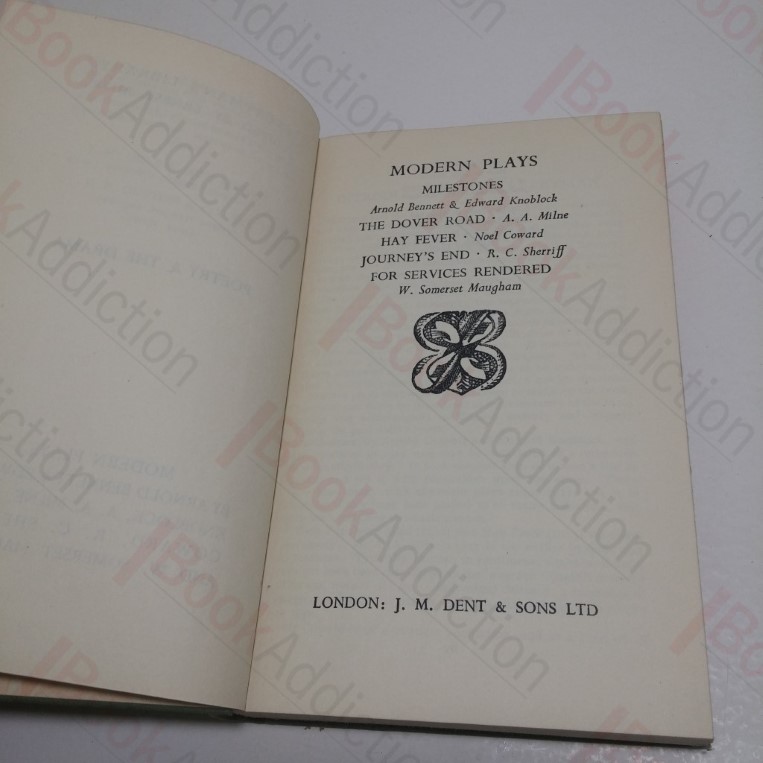 MODERN PLAYS
MILESTONES
Arnold Bennett & Edward Knoblock
THE DOVER ROAD · A. A. Milne
HAY FEVER · Noel Coward
JOURNEY'S END · R. C. Sherriff
FOR SERVICES RENDERED
W. Somerset Maugham
LONDON: J. M. DENT & SONS LTD
BookAddiction